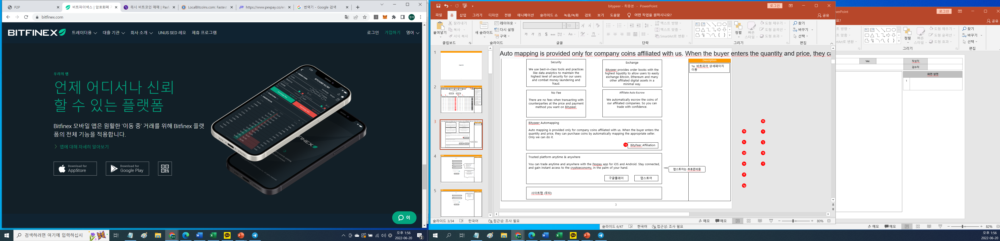 P2P
비트파이넥스 | 암호화폐 거
즉시 비트코인 매매 | Paxfu
LocalBitcoins.com: Fastest
https://www.pexpay.co/en
번역기 - Google 검색
bitfinex.com
정석
BITFINEX
트레이더용
대출 기관
회사 소개
UNUS SED 레오
제휴 프로그램
로그인
가입하기
영어
우리의 앱
언제 어디서나 신뢰
할 수 있는 플랫폼
Bitfinex 모바일 앱은 원활한 '이동 중' 거래를 위해 Bitfinex 플랫
폼의 전체 기능을 적용합니다.
앱에 대해 자세히 알아보기
Download for
AppStore
Download for
Google Play
이
검색하려면 여기에 입력하십시
오후 1:56
2022-06-20
bitypeer - 최종본 - PowerPoint
로그인
파일
홈
삽입
그리기
디자인
전환
애니메이션
슬라이드 쇼
녹음/녹화
검토
보기
도움말
어떤 작업을 원하시나요?
공유
붙여넣기
잘라내기
복사
서식 복사
클립보드
새 슬라이드
레이아웃
다시 설정
구역
슬라이드
10
글꼴
텍스트 방향
텍스트 맞춤
SmartArt로 변환
단락
정렬
빠른
스타일
도형 채우기
도형 윤곽선
도형 효과
그리기
찾기
바꾸기
선택
편집
1
2
3
4
5
Auto mapping is provided only for company coins affiliated with us. When the buyer enters the quantity and price, they ca
Security
We use best-in-class tools and practices
like data analytics to maintain the
highest level of security for our users
and combat money laundering and
fraud.
Exchange
Bitypeer provides order books with the
highest liquidity to allow users to easily
exchange Bitcoin, Ethereum and many
other affiliated digital assets in a
minimal way.
No Fee
There are no fees when transacting with
counterparties at the price and payment
method you want on Bitypeer.
Affiliate Auto Escrow
We automatically escrow the coins of
our affiliated companies. So you can
trade with confidence.
Bitypeer Automapping
Auto mapping is provided only for company coins affiliated with us. When the buyer enters the
quantity and price, they can purchase coins by automatically mapping the appropriate seller.
Only we can do it.
1a
BityPeer Affiliation
Trusted platform anytime & anywhere
You can trade anytime and anywhere with the Pexpay app for iOS and Android. Stay connected,
and gain instant access to the cryptoeconomy, in the palm of your hand.
구글플레이
앱스토어
앱스토어는 추후준비중
사이트맵 (푸터)
3
Description
1a. 비트피어 상세페이지
이동
1b
1c
1d
1e
1f
1g
1h
1i
1j
1k
1l
슬라이드 3/34
한국어
접근성: 조사 필요
메모
메모
80%
werPoint
로그인
요?
공유
정렬
빠른
스타일
도형 채우기
도형 윤곽선
도형 효과
그리기
찾기
바꾸기
선택
편집
Ver.
작성자
검수자
화면 설명
1
슬라이드 6/47
한국어
접근성: 조사 필요
메모
메모
82%
오후 1:56
2022-06-20